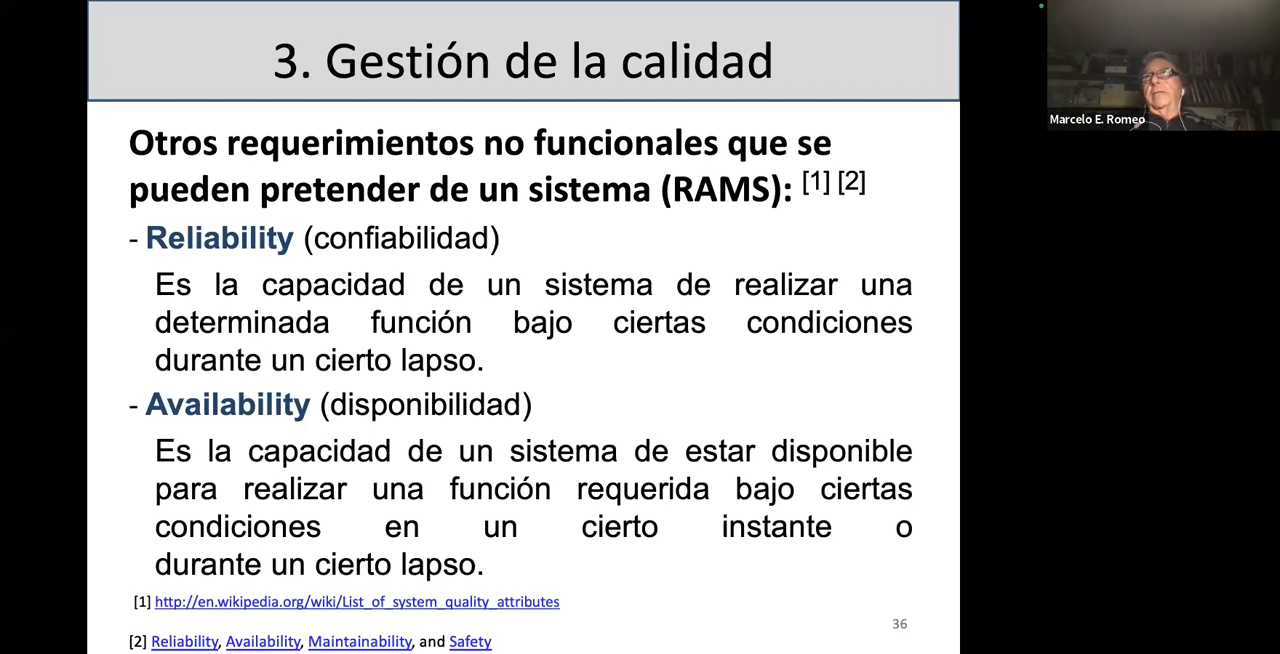 3. Gestión de la calidad
Otros requerimientos no funcionales que se
pueden pretender de un sistema (RAMS): [1] [2]
- Reliability (confiabilidad)
Es la capacidad de un sistema de realizar una
determinada función bajo ciertas condiciones
durante un cierto lapso.
- Availability (disponibilidad)
Es la capacidad de un sistema de estar disponible
para realizar una función requerida bajo ciertas
condiciones en un cierto instante o
durante un cierto lapso.
[1] http://en.wikipedia.org/wiki/List_of_system_quality_attributes
36
[2] Reliability, Availability, Maintainability, and Safety
Marcelo E. Romeo